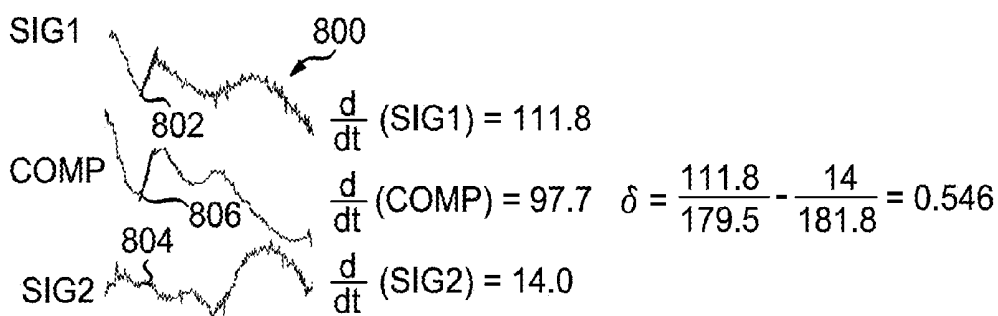 SIG1
800
802
d/dt (SIG1) = 111.8
COMP
806
d/dt (COMP) = 97.7 δ = 111.8/179.5 - 14/181.8 = 0.546
804
SIG2
d/dt (SIG2) = 14.0